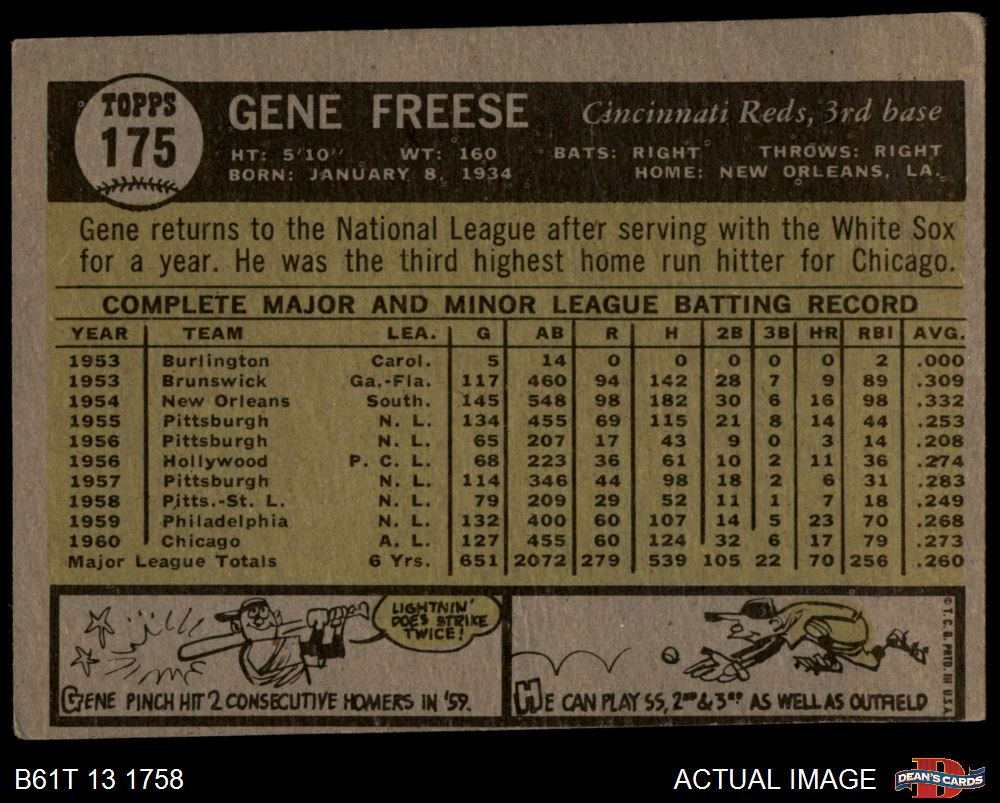 TOPPS
175
GENE FREESE Cincinnati Reds, 3rd base
HT: 5'10" WT: 160 BATS: RIGHT THROWS: RIGHT
BORN: JANUARY 8, 1934 HOME: NEW ORLEANS, LA.
Gene returns to the National League after serving with the White Sox
for a year. He was the third highest home run hitter for Chicago.
COMPLETE MAJOR AND MINOR LEAGUE BATTING RECORD
YEAR TEAM LEA. G AB R H 2B 3B HR RBI AVG.
1953 Burlington Carol. 5 14 0 0 0 0 0 2 .000
1953 Brunswick Ga.-Fla. 117 460 94 142 28 7 9 89 .309
1954 New Orleans South. 145 548 98 182 30 6 16 98 .332
1955 Pittsburgh N. L. 134 455 69 115 21 8 14 44 .253
1956 Pittsburgh N. L. 65 207 17 43 9 0 3 14 .208
1956 Hollywood P. C. L. 68 223 36 61 10 2 11 36 .274
1957 Pittsburgh N. L. 114 346 44 98 18 2 6 31 .283
1958 Pitts.-St. L. N. L. 79 209 29 52 11 1 7 18 .249
1959 Philadelphia N. L. 132 400 60 107 14 5 23 70 .268
1960 Chicago A. L. 127 455 60 124 32 6 17 79 .273
Major League Totals 6 Yrs. 651 2072 279 539 105 22 70 256 .260
LIGHTNIN'
DOES STRIKE
TWICE!
GENE PINCH HIT 2 CONSECUTIVE HOMERS IN '59.
HE CAN PLAY SS, 2ND & 3RD AS WELL AS OUTFIELD
© T.C.G. PRTD. IN U.S.A.
B61T 13 1758
ACTUAL IMAGE
DEAN'S CARDS